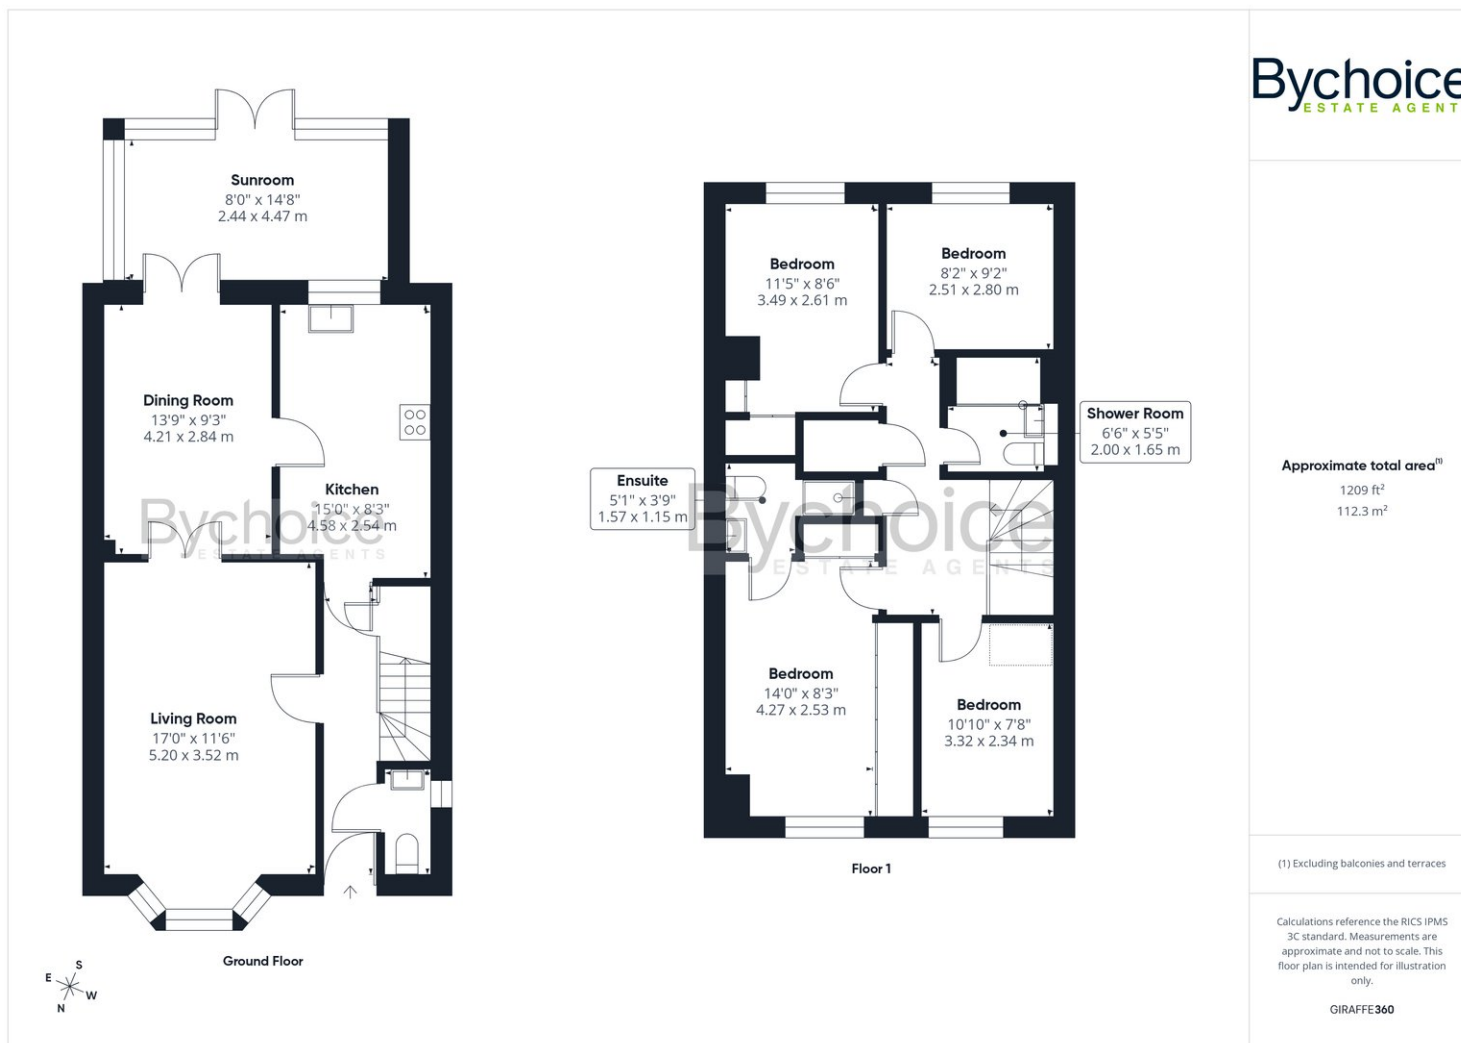 Sunroom
8'0" x 14'8"
2.44 x 4.47 m
Dining Room
13'9" x 9'3"
4.21 x 2.84 m
Kitchen
15'0" x 8'3"
4.58 x 2.54 m
Bychoice
ESTATE AGENTS
Living Room
17'0" x 11'6"
5.20 x 3.52 m
Ground Floor
S
E
W
N
Bedroom
11'5" x 8'6"
3.49 x 2.61 m
Bedroom
8'2" x 9'2"
2.51 x 2.80 m
Shower Room
6'6" x 5'5"
2.00 x 1.65 m
Ensuite
5'1" x 3'9"
1.57 x 1.15 m
Bychoice
ESTATE AGENTS
Bedroom
14'0" x 8'3"
4.27 x 2.53 m
Bedroom
10'10" x 7'8"
3.32 x 2.34 m
Floor 1
Bychoice
ESTATE AGENT
Approximate total area(1)
1209 ft²
112.3 m²
(1) Excluding balconies and terraces
Calculations reference the RICS IPMS
3C standard. Measurements are
approximate and not to scale. This
floor plan is intended for illustration
only.
GIRAFFE360